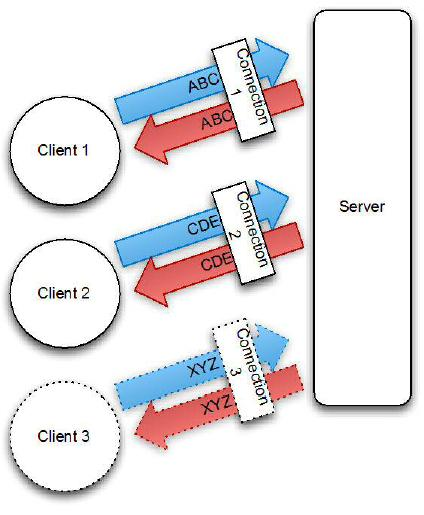 ABC
Connection
1
ABC
Client 1
Server
CDE
Connection
2
CDE
Client 2
XYZ
Connection
3
XYZ
Client 3